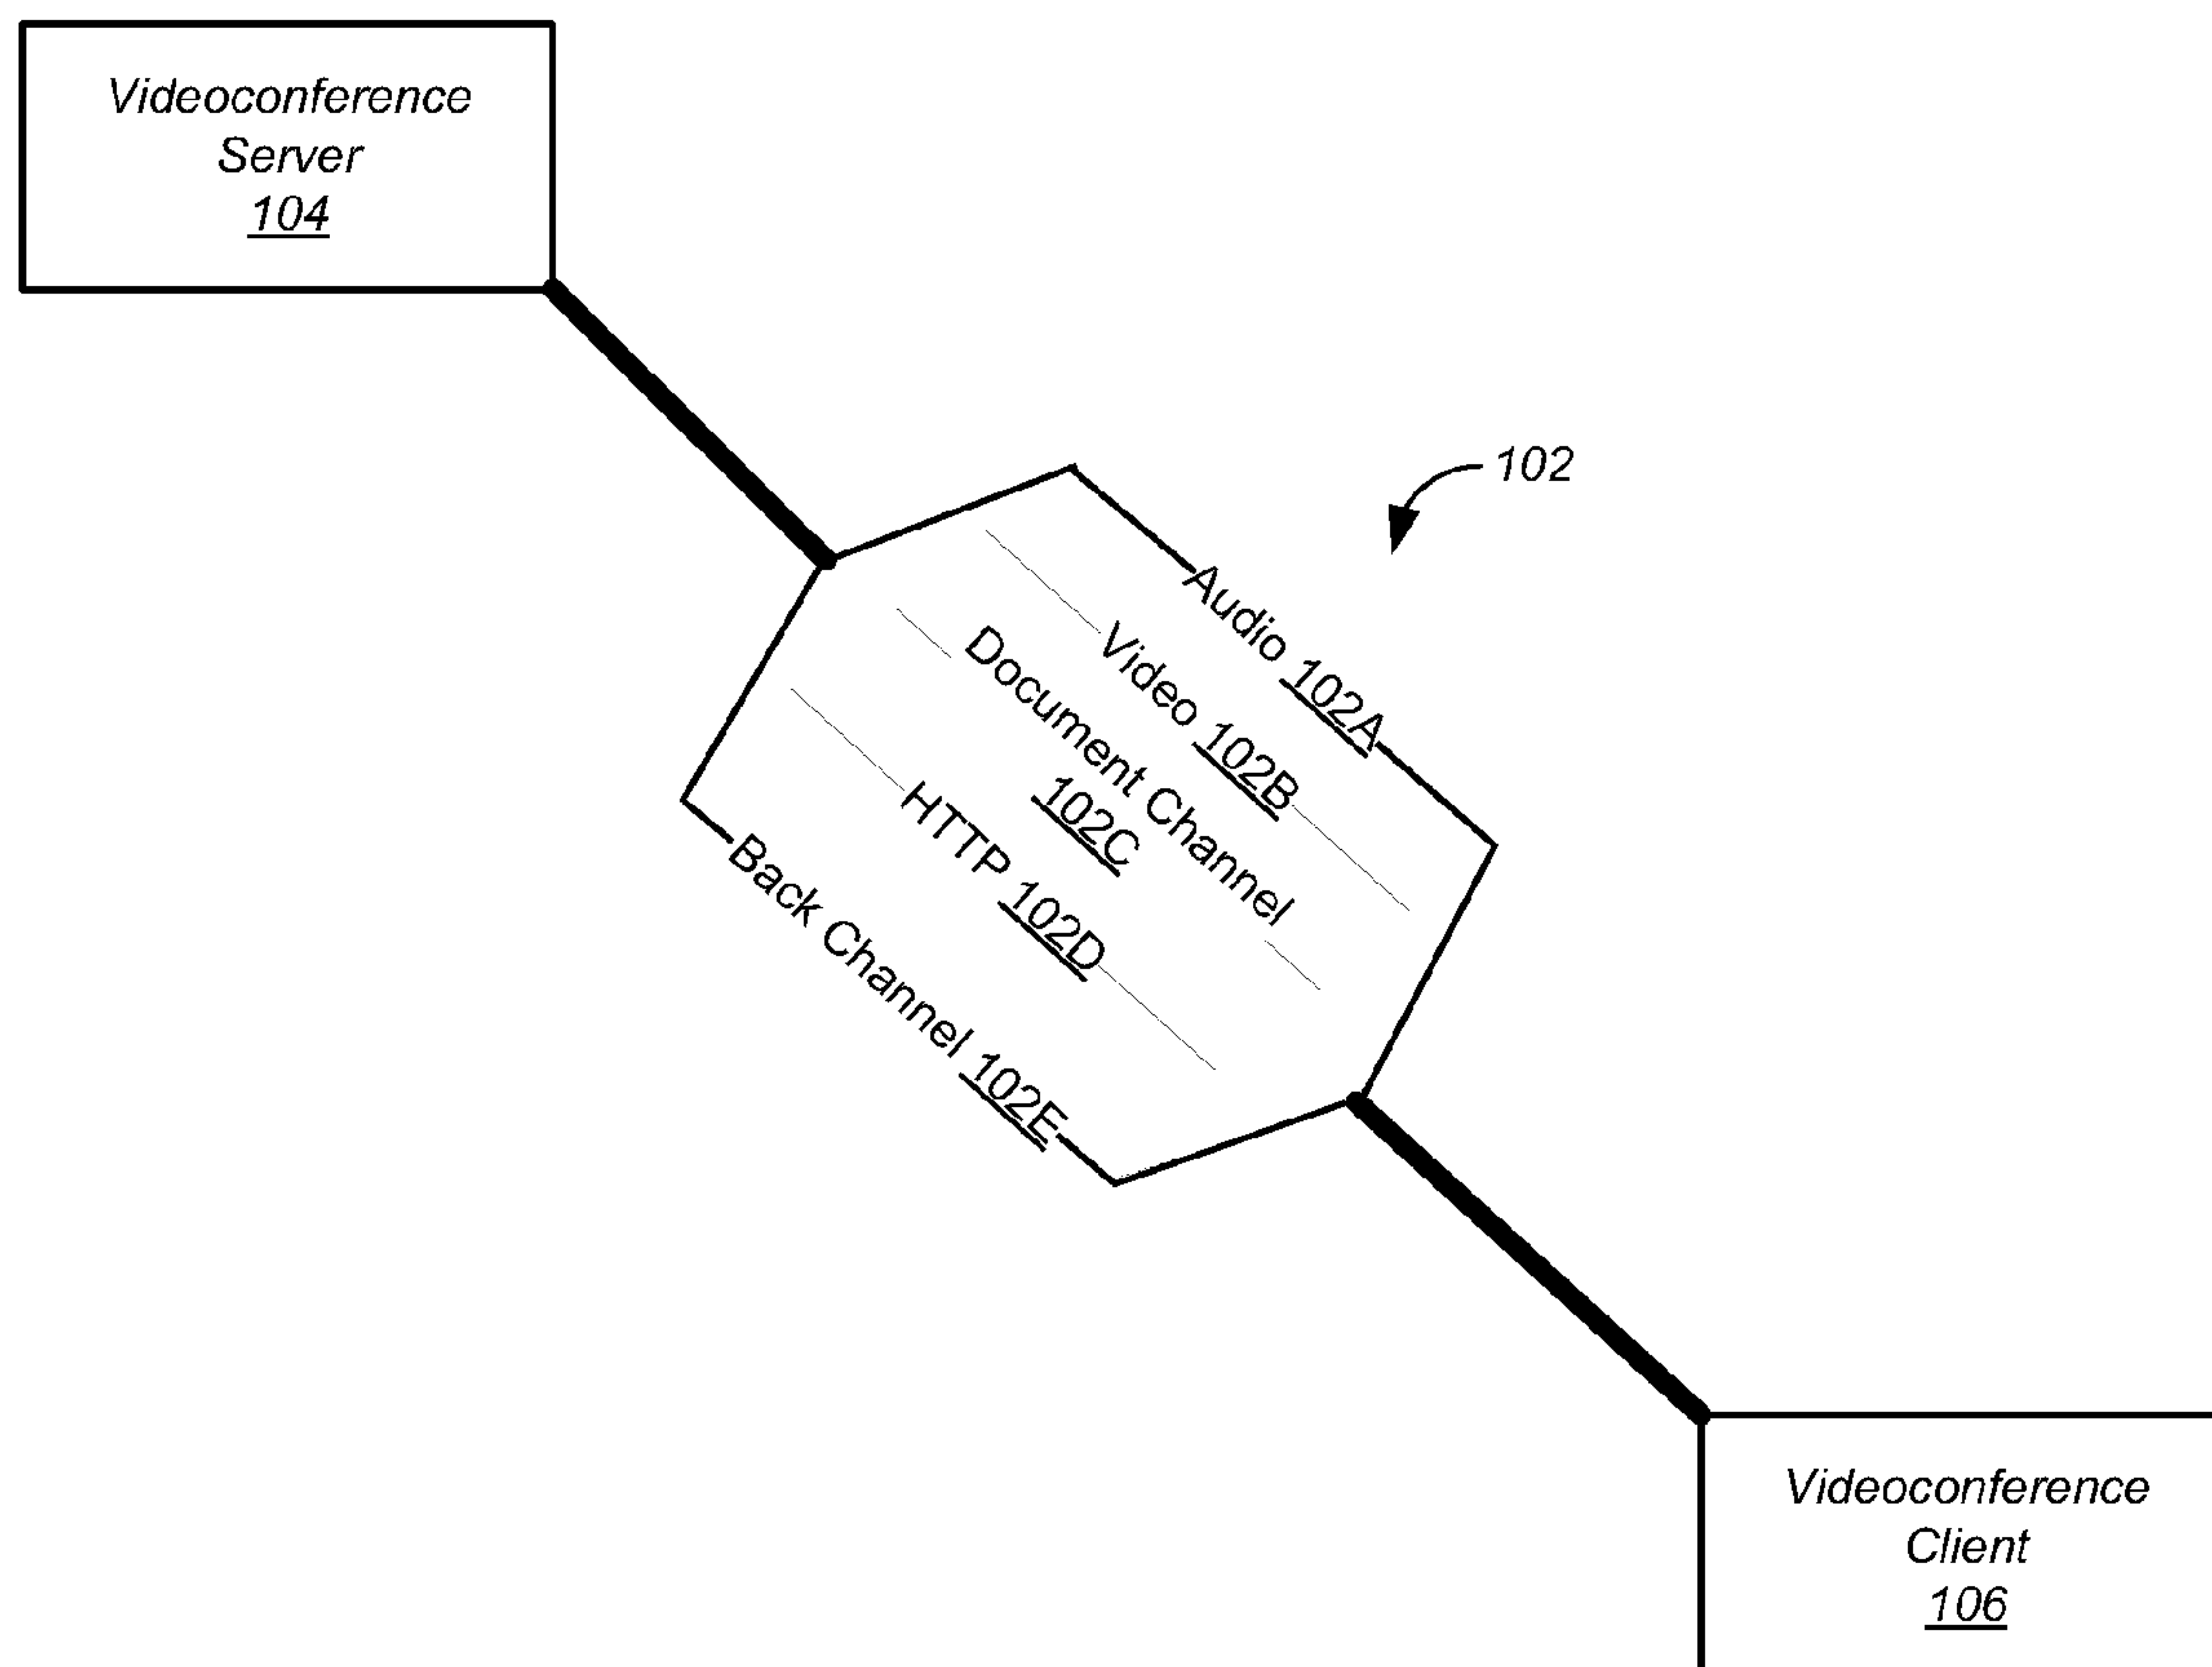 Videoconference
Server
104
102
Audio 102A
Video 102B
Document Channel
102C
HTTP 102D
Back Channel 102E
Videoconference
Client
106